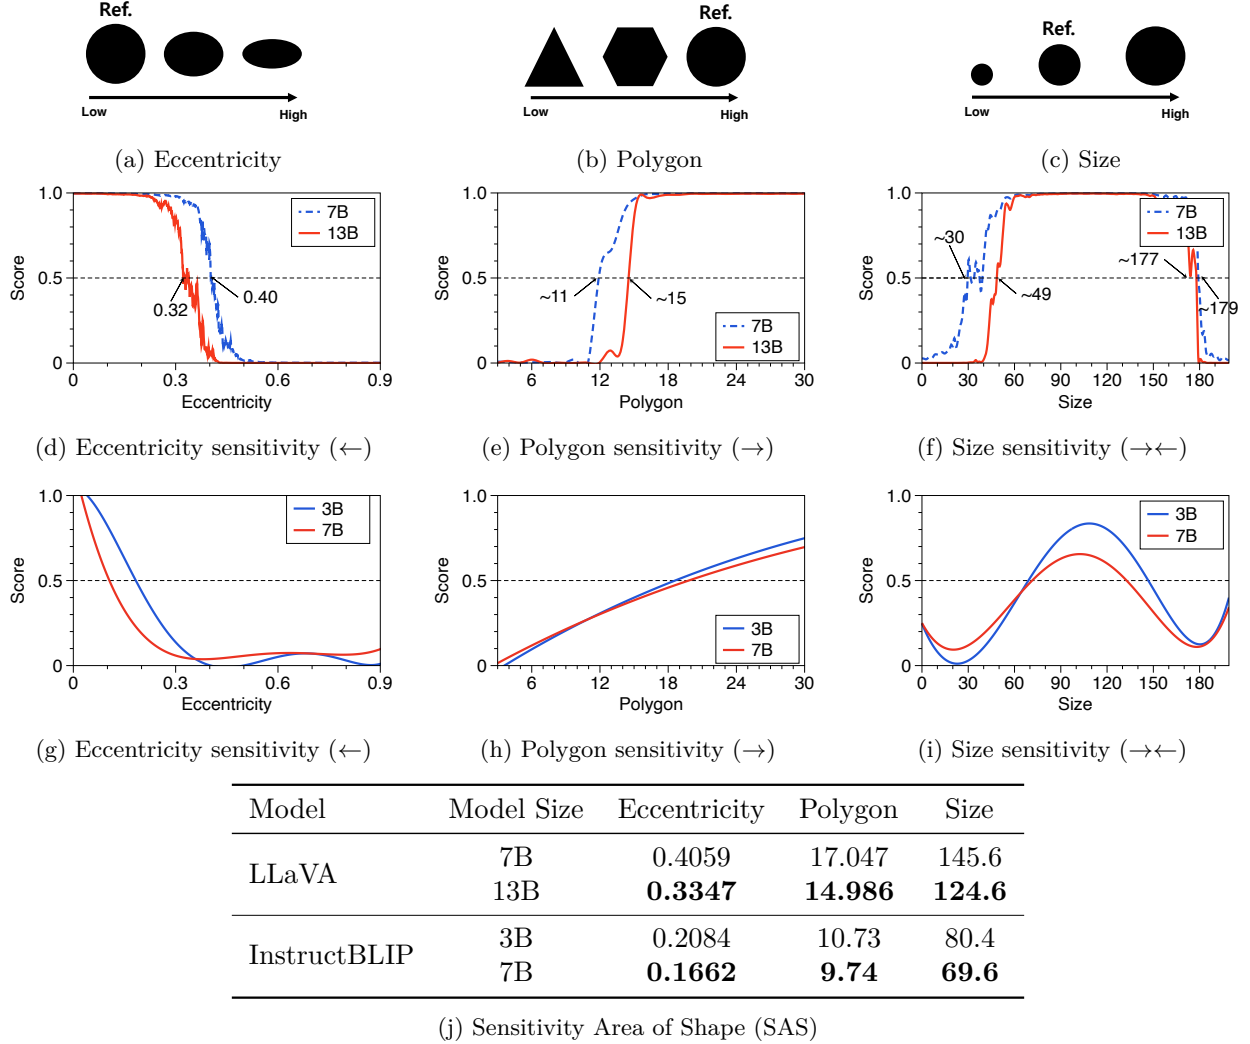 Ref.
Low
High
(a) Eccentricity
Ref.
Low
High
(b) Polygon
Ref.
Low
High
(c) Size
1.0
0.5
0
Score
7B
13B
0.32
0.40
0
0.3
0.6
0.9
Eccentricity
(d) Eccentricity sensitivity (←)
1.0
0.5
0
Score
~11
~15
7B
13B
6
12
18
24
30
Polygon
(e) Polygon sensitivity (→)
1.0
0.5
0
Score
7B
13B
~30
~49
~177
~179
0
30
60
90
120
150
180
Size
(f) Size sensitivity (→←)
1.0
0.5
0
Score
3B
7B
0
0.3
0.6
0.9
Eccentricity
(g) Eccentricity sensitivity (←)
1.0
0.5
0
Score
3B
7B
6
12
18
24
30
Polygon
(h) Polygon sensitivity (→)
1.0
0.5
0
Score
3B
7B
0
30
60
90
120
150
180
Size
(i) Size sensitivity (→←)
Model Model Size Eccentricity Polygon Size
LLaVA
7B 0.4059 17.047 145.6
13B 0.3347 14.986 124.6
InstructBLIP
3B 0.2084 10.73 80.4
7B 0.1662 9.74 69.6
(j) Sensitivity Area of Shape (SAS)